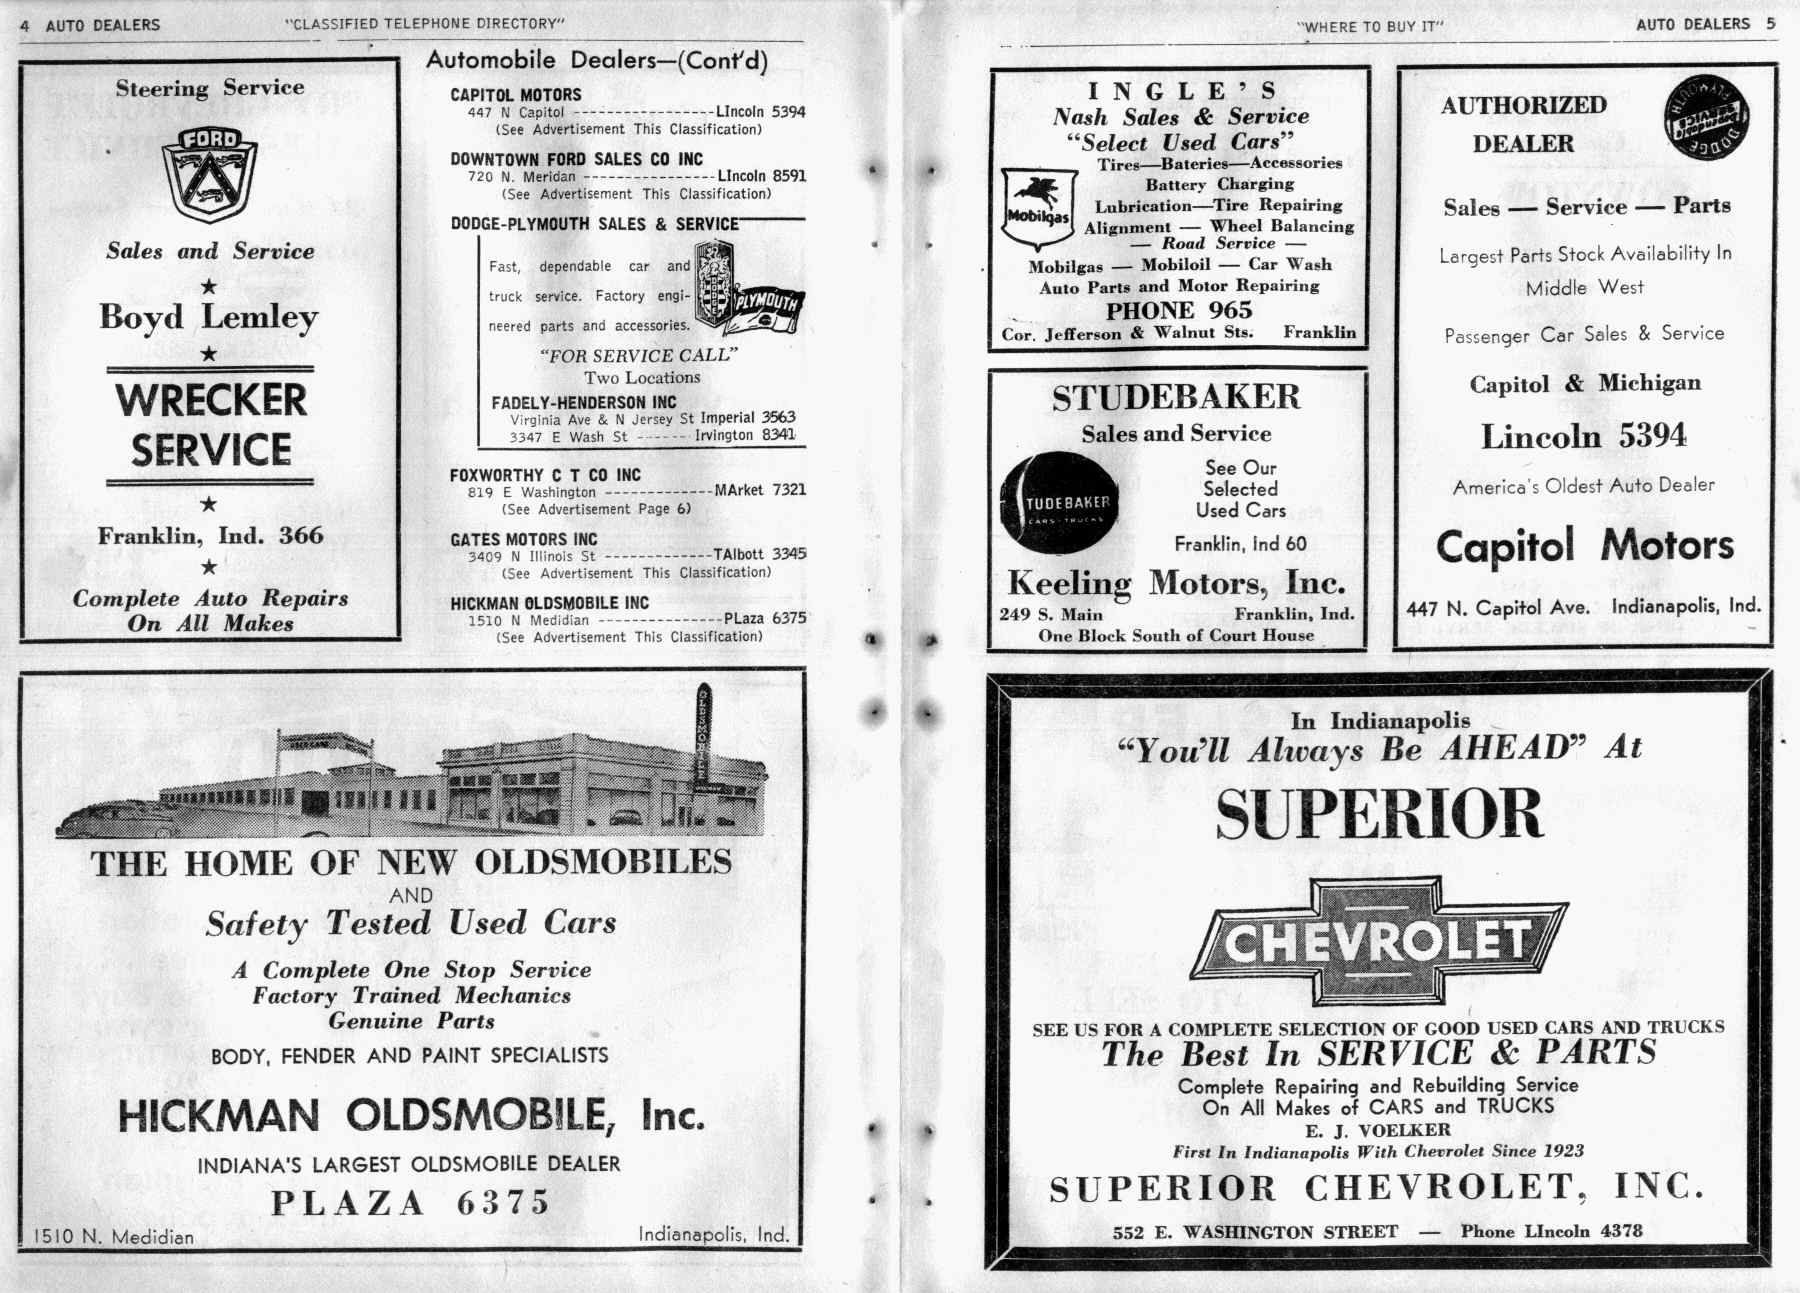 4 AUTO DEALERS
"CLASSIFIED TELEPHONE DIRECTORY"
Steering Service
FORD
Sales and Service
★
Boyd Lemley
★
WRECKER
SERVICE
★
Franklin, Ind. 366
★
Complete Auto Repairs
On All Makes
Automobile Dealers—(Cont'd)
CAPITOL MOTORS
447 N Capitol ----------------LIncoln 5394
(See Advertisement This Classification)
DOWNTOWN FORD SALES CO INC
720 N. Meridan ---------------LIncoln 8591
(See Advertisement This Classification)
DODGE-PLYMOUTH SALES & SERVICE
Fast, dependable car and
truck service. Factory engi-
neered parts and accessories.
DODGE
PLYMOUTH
"FOR SERVICE CALL"
Two Locations
FADELY-HENDERSON INC
Virginia Ave & N Jersey St Imperial 3563
3347 E Wash St ------- Irvington 8341
FOXWORTHY C T CO INC
819 E Washington -------------MArket 7321
(See Advertisement Page 6)
GATES MOTORS INC
3409 N Illinois St -------------TAlbott 3345
(See Advertisement This Classification)
HICKMAN OLDSMOBILE INC
1510 N Medidian ---------------PLaza 6375
(See Advertisement This Classification)
OLDSMOBILE
THE HOME OF NEW OLDSMOBILES
AND
Safety Tested Used Cars
A Complete One Stop Service
Factory Trained Mechanics
Genuine Parts
BODY, FENDER AND PAINT SPECIALISTS
HICKMAN OLDSMOBILE, Inc.
INDIANA'S LARGEST OLDSMOBILE DEALER
PLAZA 6375
1510 N. Medidian Indianapolis, Ind.
"WHERE TO BUY IT"
AUTO DEALERS 5
INGLE'S
Nash Sales & Service
"Select Used Cars"
Tires—Bateries—Accessories
Battery Charging
Lubrication—Tire Repairing
Alignment — Wheel Balancing
— Road Service —
Mobilgas
Mobilgas — Mobiloil — Car Wash
Auto Parts and Motor Repairing
PHONE 965
Cor. Jefferson & Walnut Sts. Franklin
STUDEBAKER
Sales and Service
TUDEBAKER
CARS-TRUCKS
See Our
Selected
Used Cars
Franklin, Ind 60
Keeling Motors, Inc.
249 S. Main Franklin, Ind.
One Block South of Court House
AUTHORIZED
DEALER
PLYMOUTH
Dependable
SERVICE
DODGE
Sales — Service — Parts
Largest Parts Stock Availability In
Middle West
Passenger Car Sales & Service
Capitol & Michigan
Lincoln 5394
America's Oldest Auto Dealer
Capitol Motors
447 N. Capitol Ave. Indianapolis, Ind.
In Indianapolis
"You'll Always Be AHEAD" At
SUPERIOR
CHEVROLET
SEE US FOR A COMPLETE SELECTION OF GOOD USED CARS AND TRUCKS
The Best In SERVICE & PARTS
Complete Repairing and Rebuilding Service
On All Makes of CARS and TRUCKS
E. J. VOELKER
First In Indianapolis With Chevrolet Since 1923
SUPERIOR CHEVROLET, INC.
552 E. WASHINGTON STREET — Phone LIncoln 4378